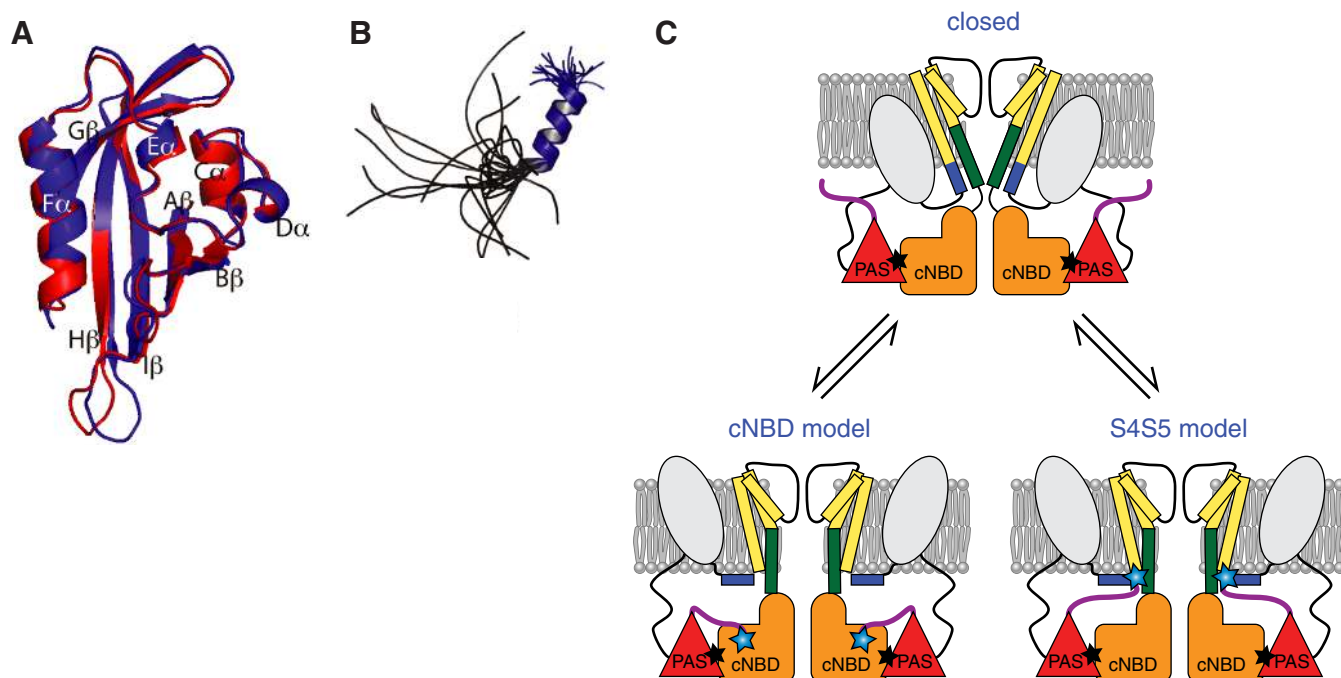 A
Gβ
Eα
Cα
Fα
Aβ
Dα
Bβ
Hβ
Iβ
B
C
closed
PAS
cNBD
cNBD
PAS
cNBD model
S4S5 model
PAS
cNBD
cNBD
PAS
PAS
cNBD
cNBD
PAS